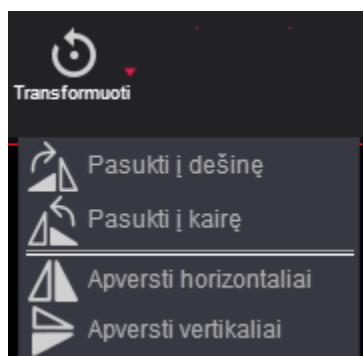 Transformuoti
Pasukti į dešinę
Pasukti į kairę
Apversti horizontaliai
Apversti vertikaliai